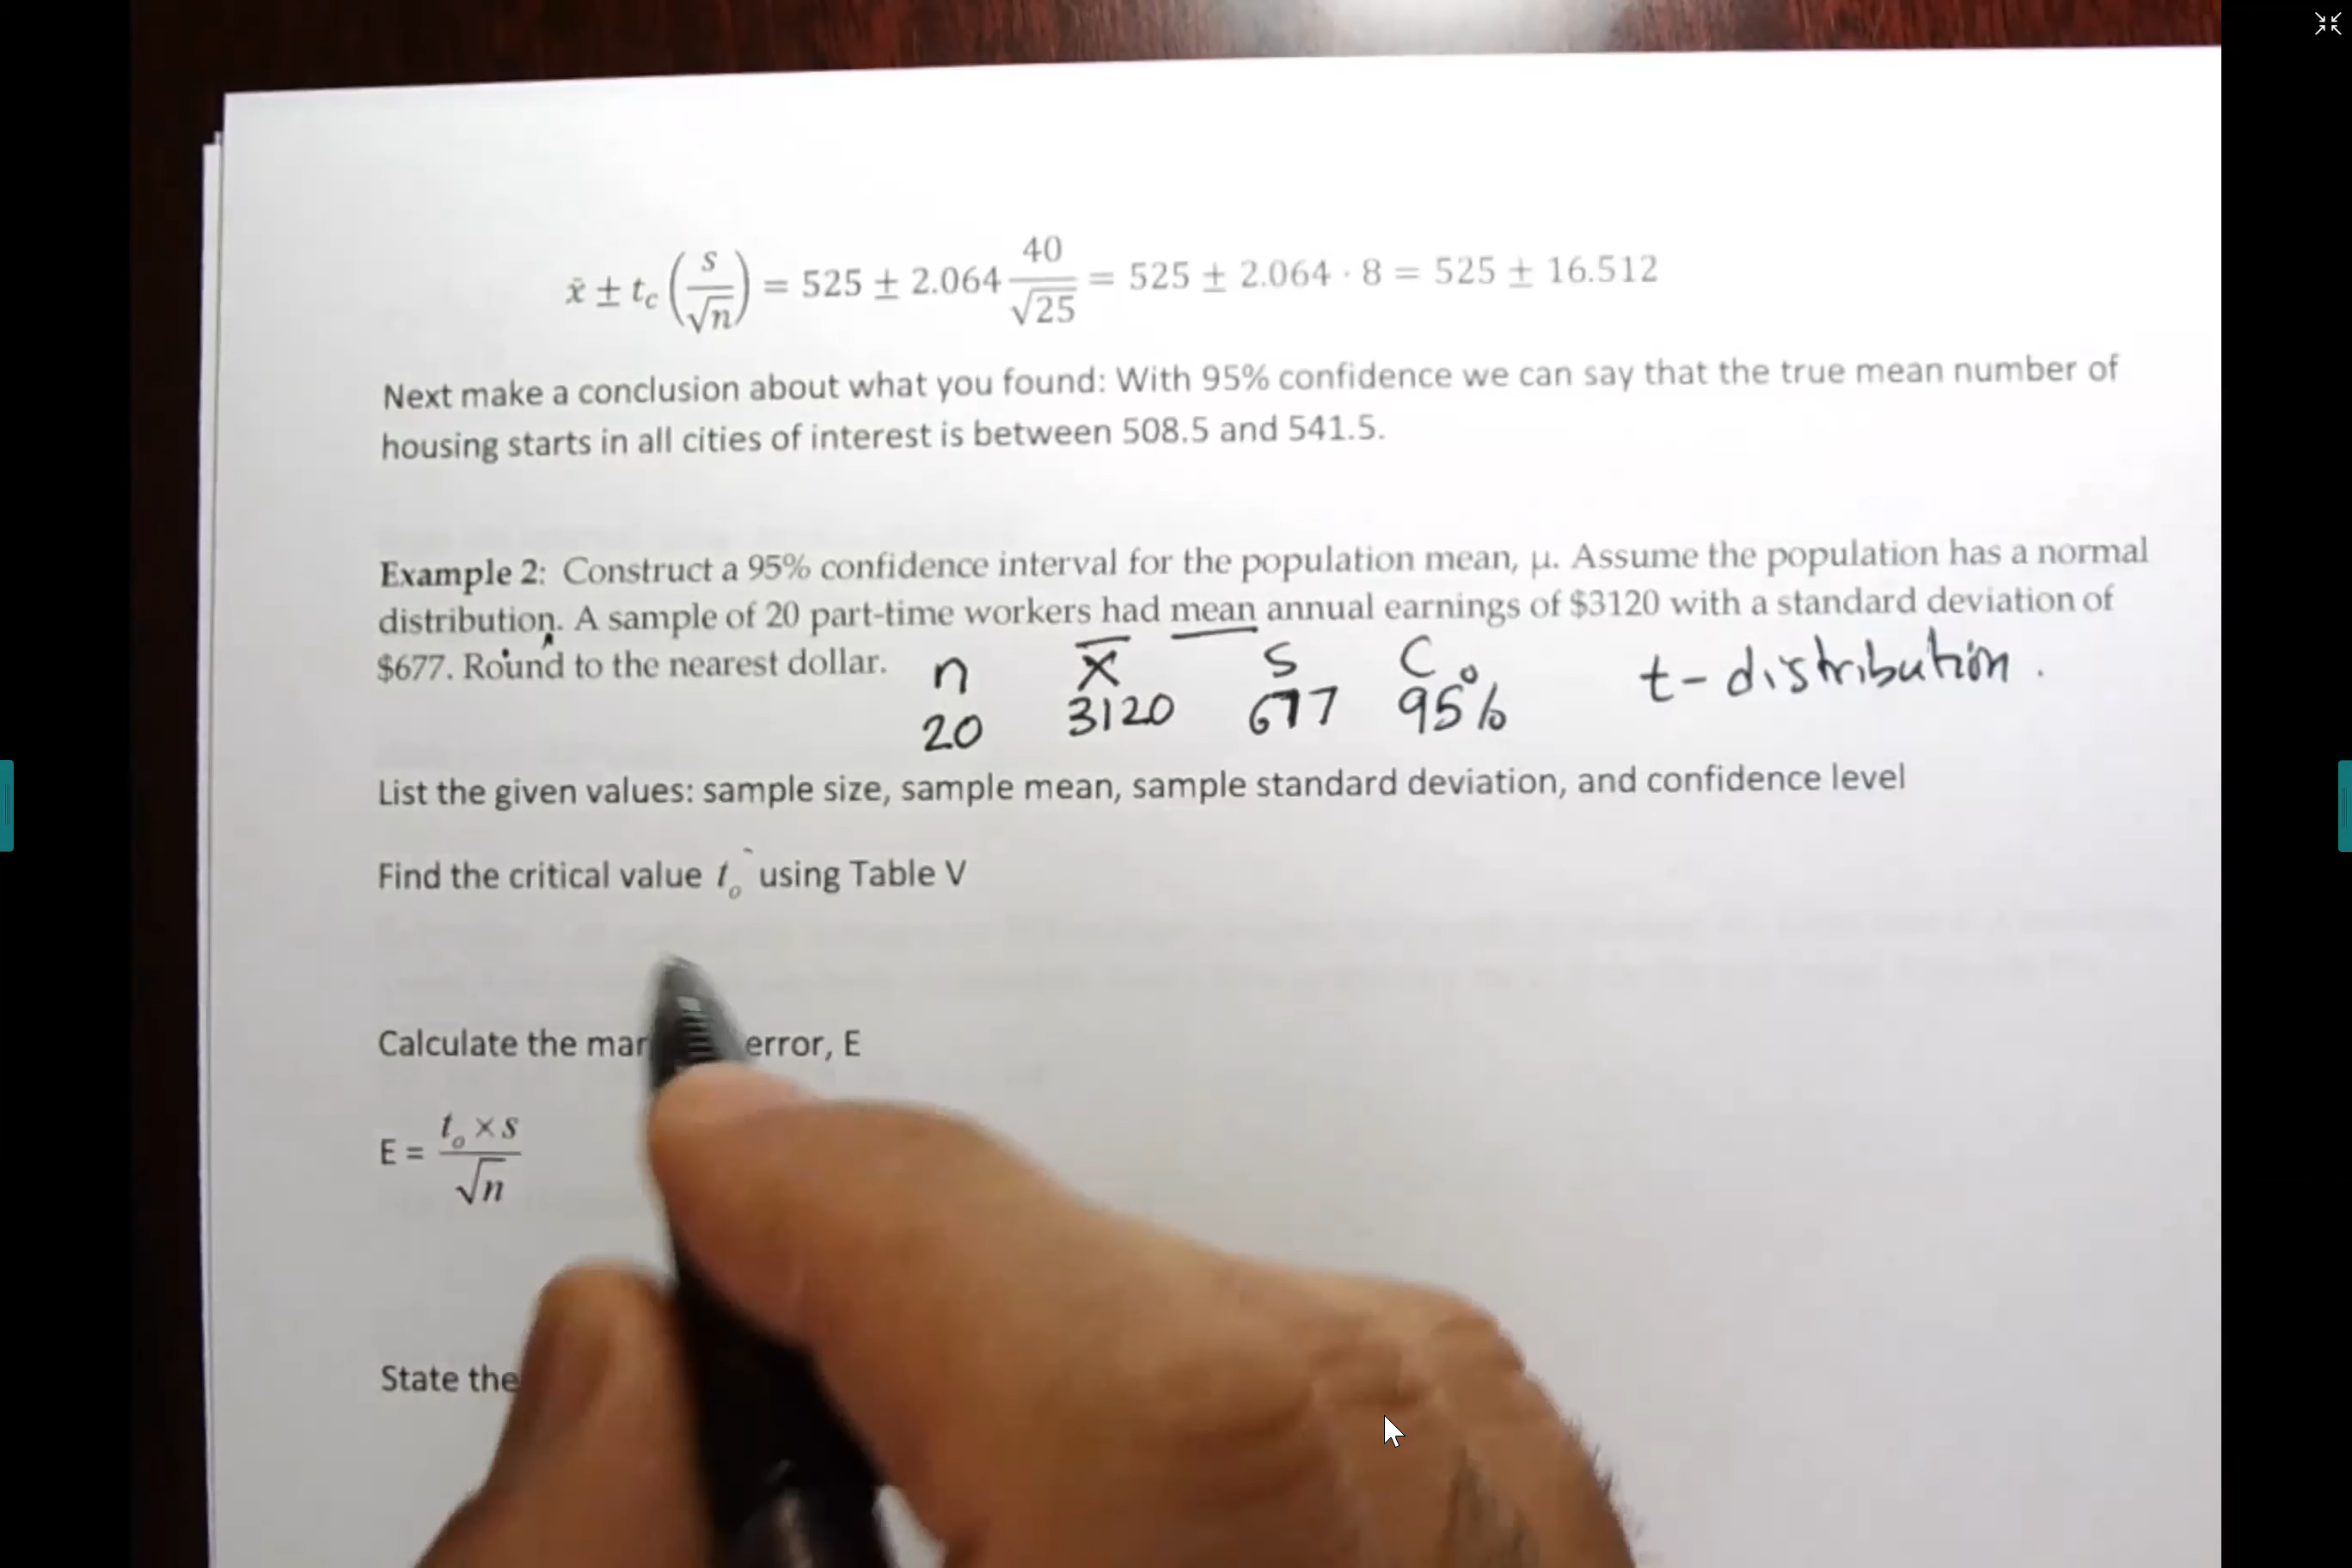 x̄ ± t_c (s/√n) = 525 ± 2.064 40/√25 = 525 ± 2.064 · 8 = 525 ± 16.512
Next make a conclusion about what you found: With 95% confidence we can say that the true mean number of
housing starts in all cities of interest is between 508.5 and 541.5.
Example 2: Construct a 95% confidence interval for the population mean, μ. Assume the population has a normal
distribution. A sample of 20 part-time workers had mean annual earnings of $3120 with a standard deviation of
$677. Round to the nearest dollar.
n x̄ s C t-distribution.
20 3120 677 95%
List the given values: sample size, sample mean, sample standard deviation, and confidence level
Find the critical value t_o using Table V
Calculate the error, E
E = t_o × s / √n
State the